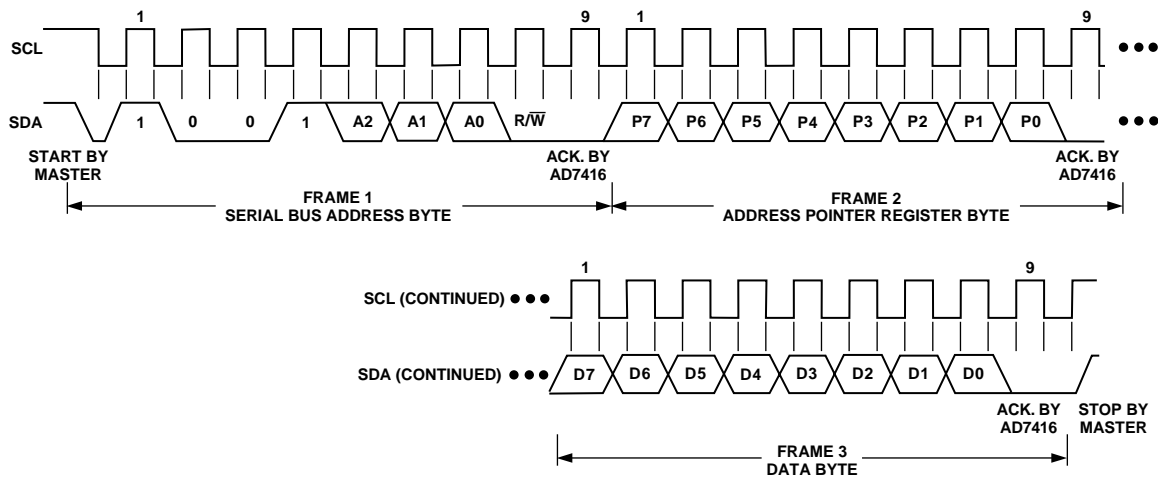 1 9 1 9
SCL
SDA 1 0 0 1 A2 A1 A0 R/W̅ P7 P6 P5 P4 P3 P2 P1 P0
START BY
MASTER
ACK. BY
AD7416
ACK. BY
AD7416
FRAME 1
SERIAL BUS ADDRESS BYTE
FRAME 2
ADDRESS POINTER REGISTER BYTE
1 9
SCL (CONTINUED)
SDA (CONTINUED) D7 D6 D5 D4 D3 D2 D1 D0
ACK. BY
AD7416
STOP BY
MASTER
FRAME 3
DATA BYTE